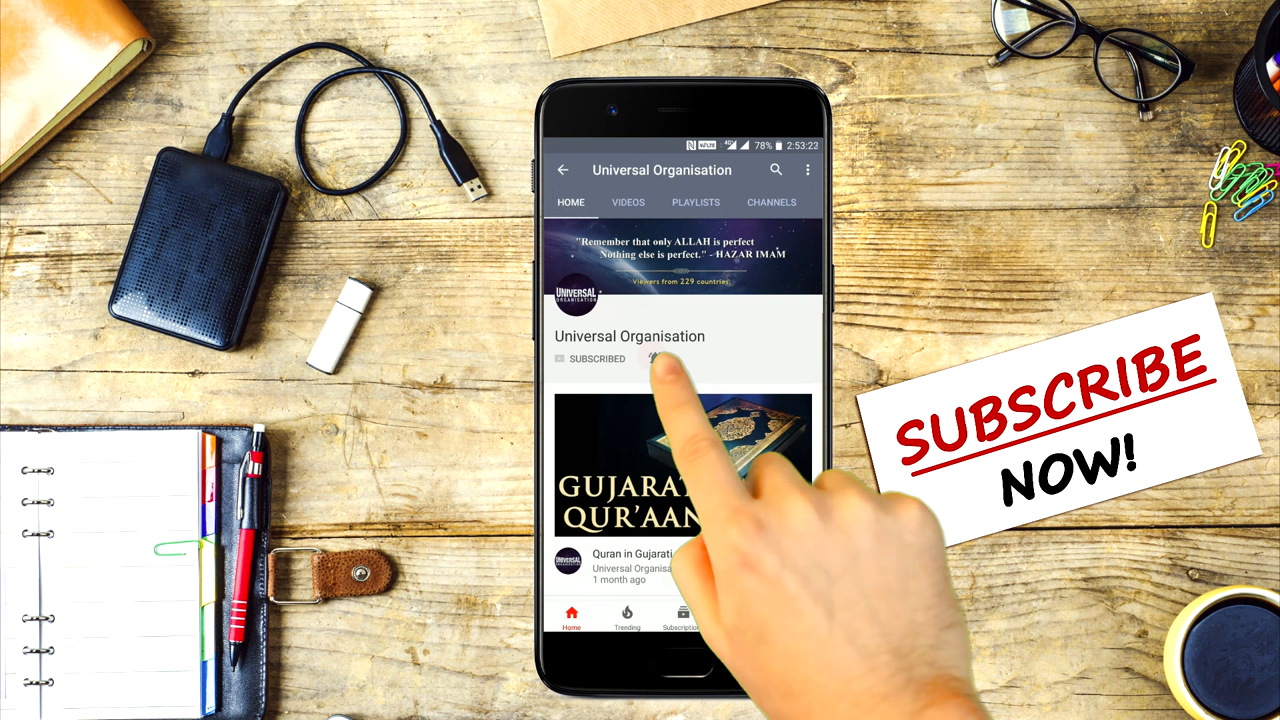 78% 2:53:23
Universal Organisation
HOME VIDEOS PLAYLISTS CHANNELS
"Remember that only ALLAH is perfect
Nothing else is perfect." - HAZAR IMAM
Viewers from 229 countries.
UNIVERSAL
ORGANISATION
Universal Organisation
SUBSCRIBED
GUJARAT
QUR'AAN
UNIVERSAL
ORGANISATION
Quran in Gujarati
Universal Organisa
1 month ago
Home Trending Subscription
SUBSCRIBE
NOW!